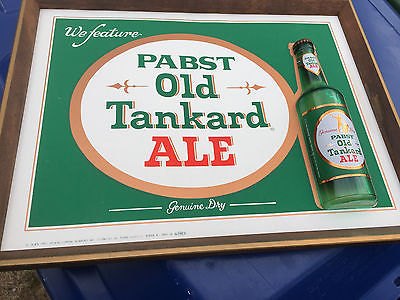 We feature
PABST
Old
Tankard
ALE
Genuine Dry
PABST
Old
Tankard
ALE